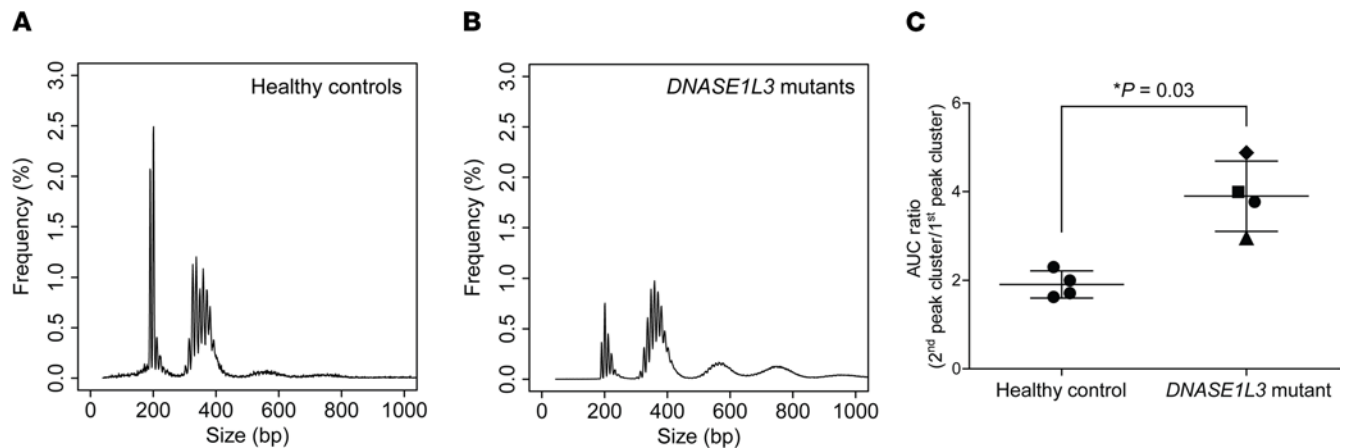 A
Healthy controls
3.0
2.5
2.0
1.5
1.0
0.5
0.0
Frequency (%)
0 200 400 600 800 1000
Size (bp)
B
DNASE1L3 mutants
3.0
2.5
2.0
1.5
1.0
0.5
0.0
Frequency (%)
0 200 400 600 800 1000
Size (bp)
C
*P = 0.03
6
4
2
0
AUC ratio
(2nd peak cluster/1st peak cluster)
Healthy control DNASE1L3 mutant